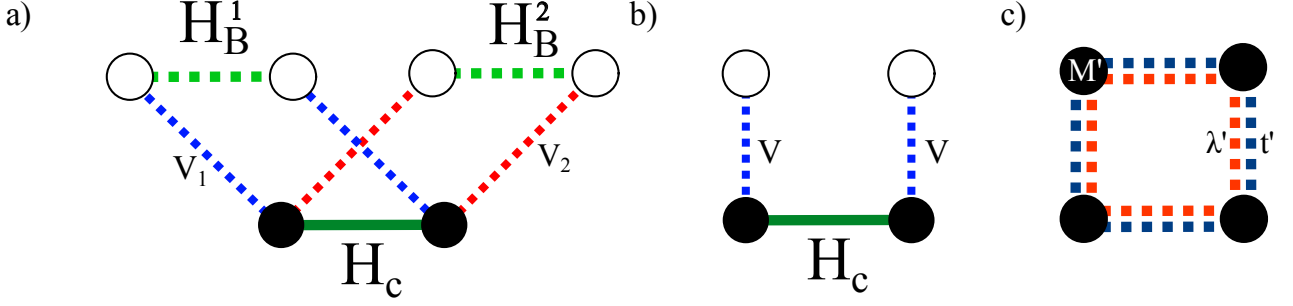 a)
H_B^1
H_B^2
V_1
V_2
H_c
b)
V
V
H_c
c)
M'
λ'
t'